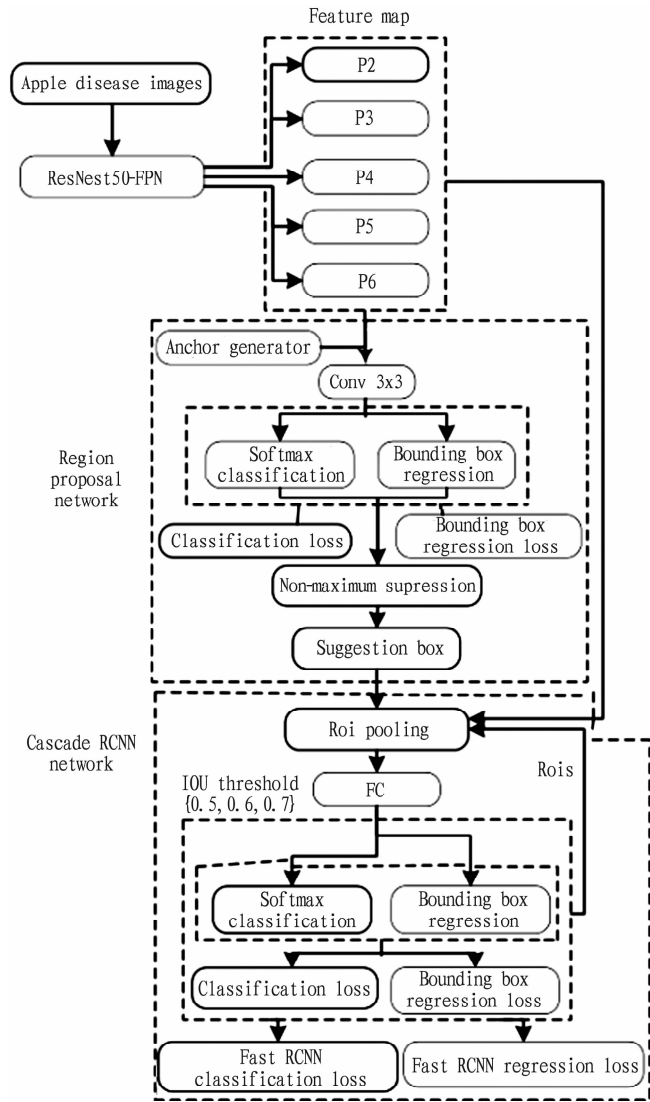 Feature map
P2
Apple disease images
P3
ResNest50-FPN
P4
P5
P6
Anchor generator
Conv 3x3
Region
proposal
network
Softmax
classification
Bounding box
regression
Classification loss
Bounding box
regression loss
Non-maximum supression
Suggestion box
Cascade RCNN
network
Roi pooling
IOU threshold
{0.5, 0.6, 0.7}
FC
Rois
Softmax
classification
Bounding box
regression
Classification loss
Bounding box
regression loss
Fast RCNN
classification loss
Fast RCNN regression loss